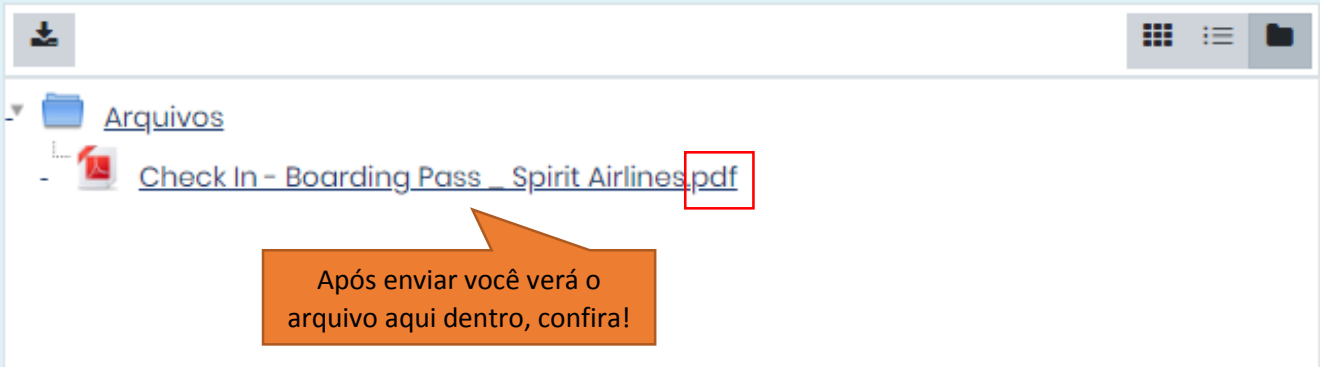 Arquivos
Check In - Boarding Pass _ Spirit Airlines.pdf
Após enviar você verá o
arquivo aqui dentro, confira!